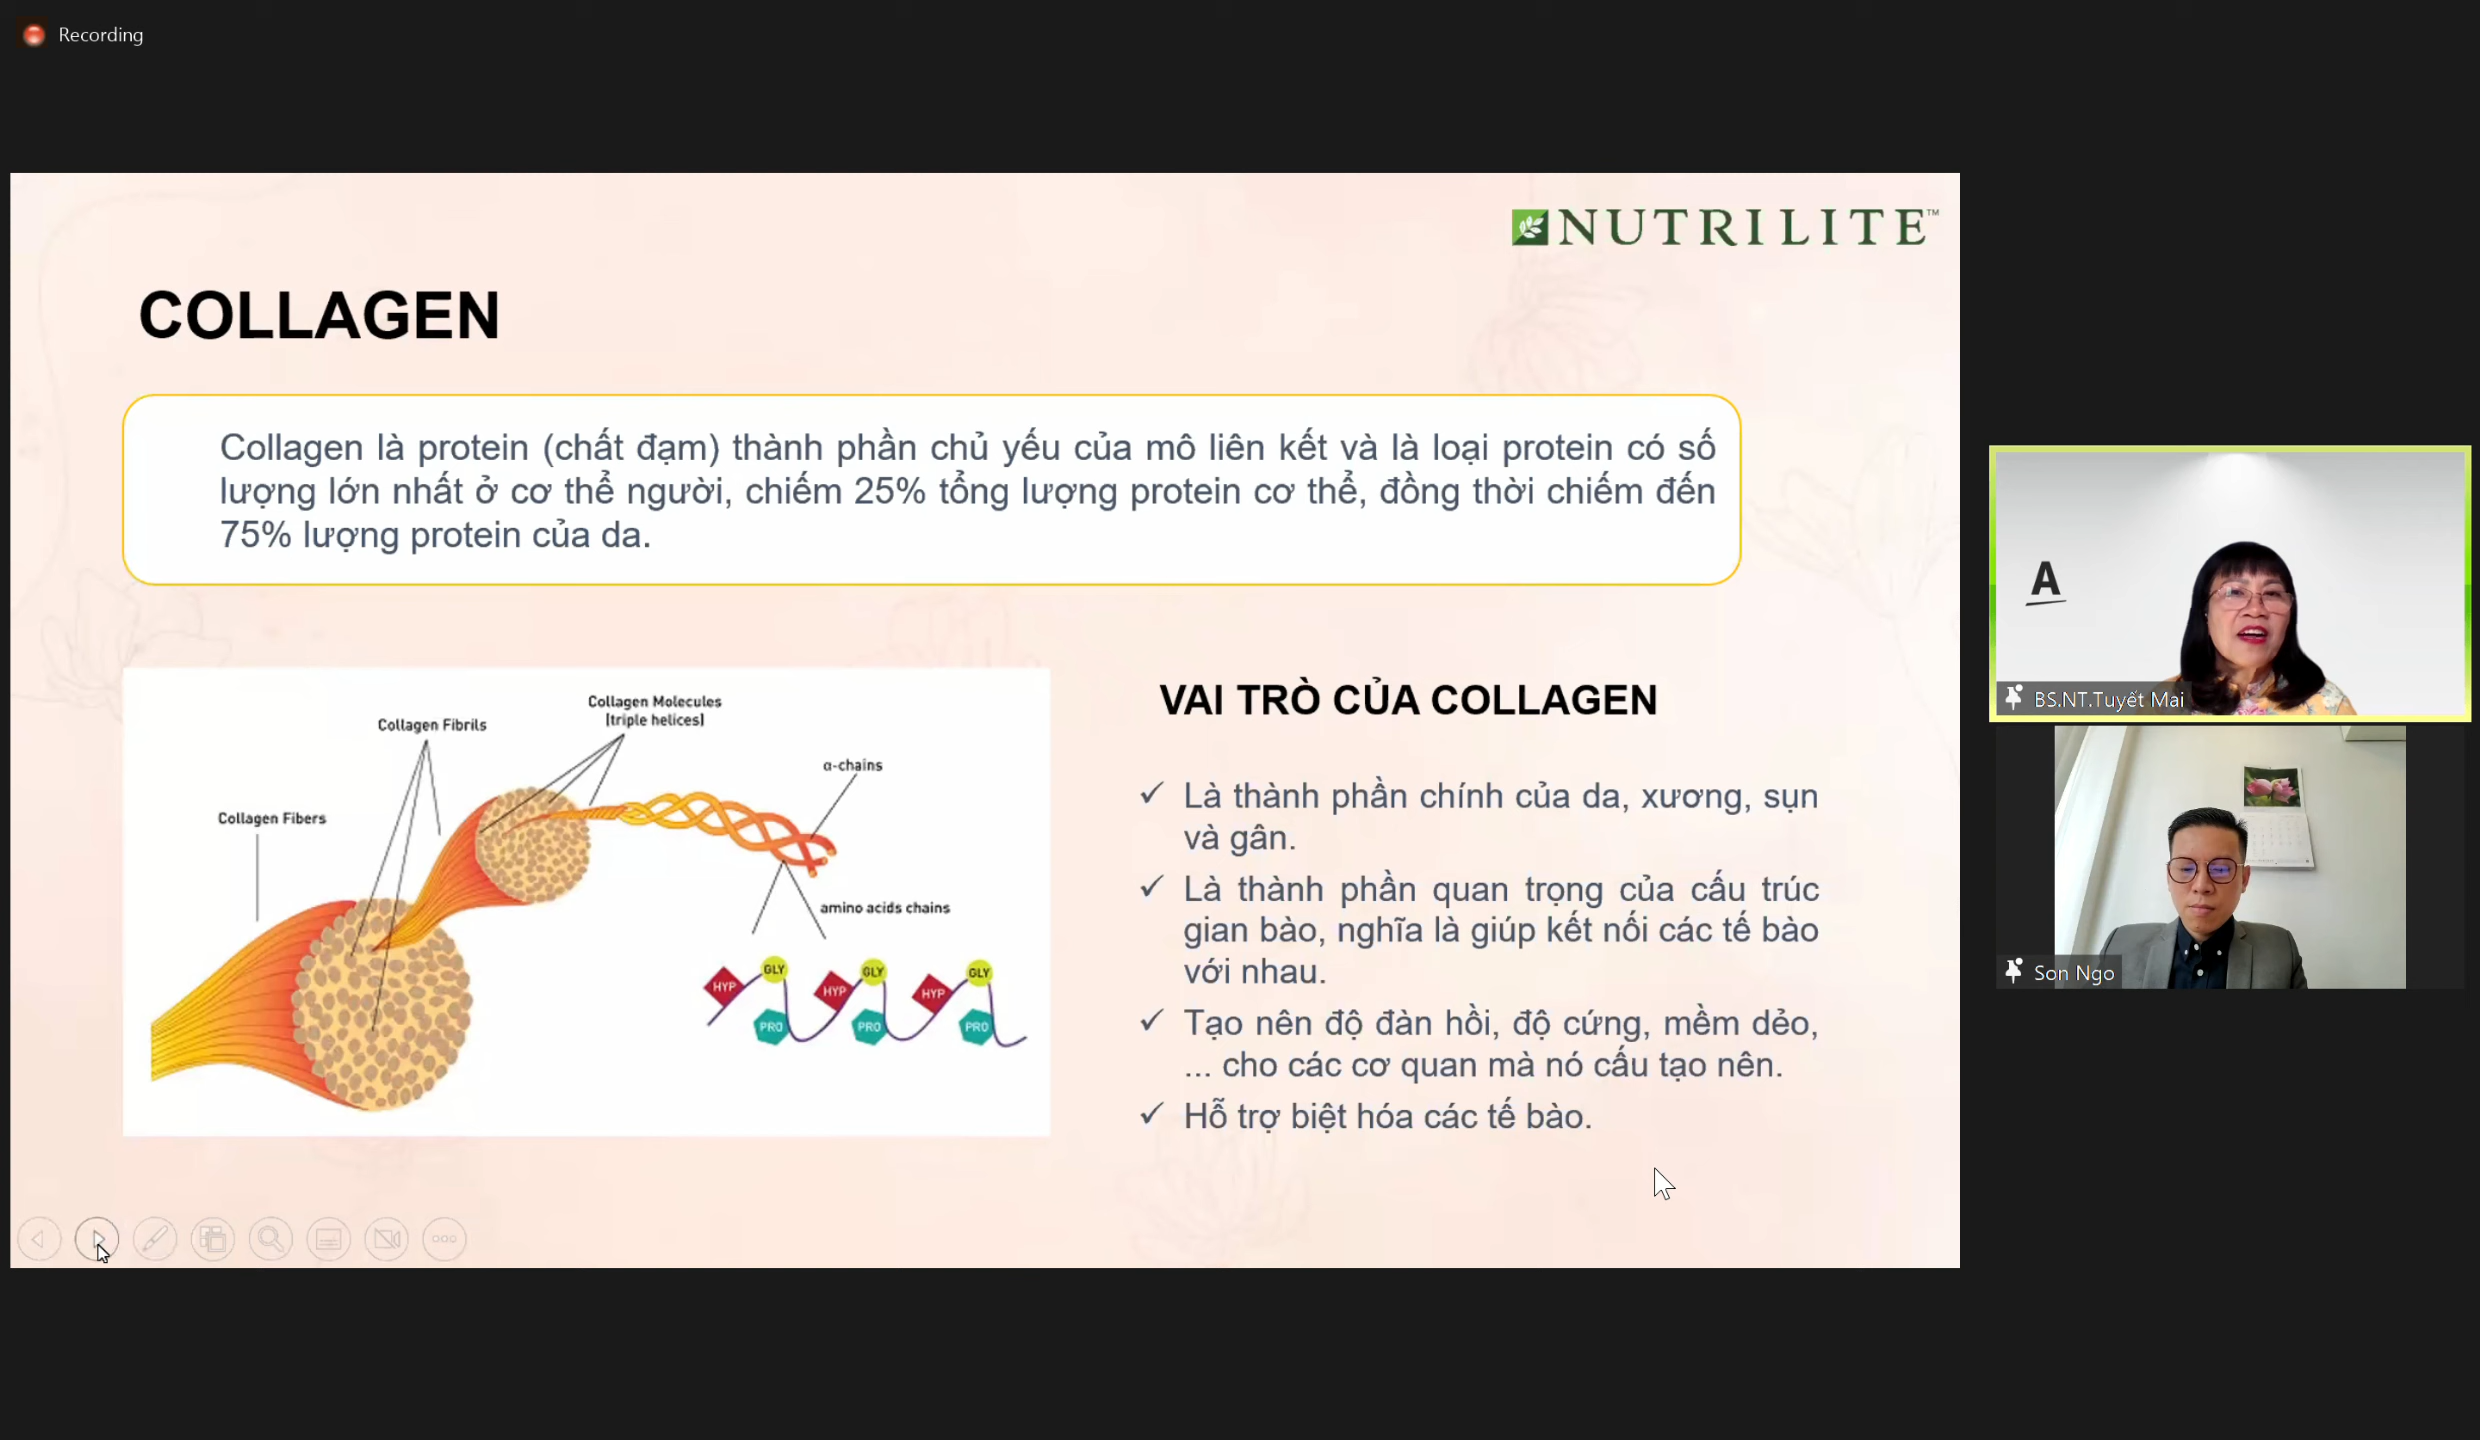 Recording
NUTRILITE™
COLLAGEN
Collagen là protein (chất đạm) thành phần chủ yếu của mô liên kết và là loại protein có số
lượng lớn nhất ở cơ thể người, chiếm 25% tổng lượng protein cơ thể, đồng thời chiếm đến
75% lượng protein của da.
Collagen Molecules
[triple helices]
Collagen Fibrils
α-chains
Collagen Fibers
amino acids chains
HYP GLY HYP GLY HYP GLY
PRO PRO PRO
VAI TRÒ CỦA COLLAGEN
✓ Là thành phần chính của da, xương, sụn
và gân.
✓ Là thành phần quan trọng của cấu trúc
gian bào, nghĩa là giúp kết nối các tế bào
với nhau.
✓ Tạo nên độ đàn hồi, độ cứng, mềm dẻo,
... cho các cơ quan mà nó cấu tạo nên.
✓ Hỗ trợ biệt hóa các tế bào.
A
BS.NT.Tuyết Mai
Son Ngo